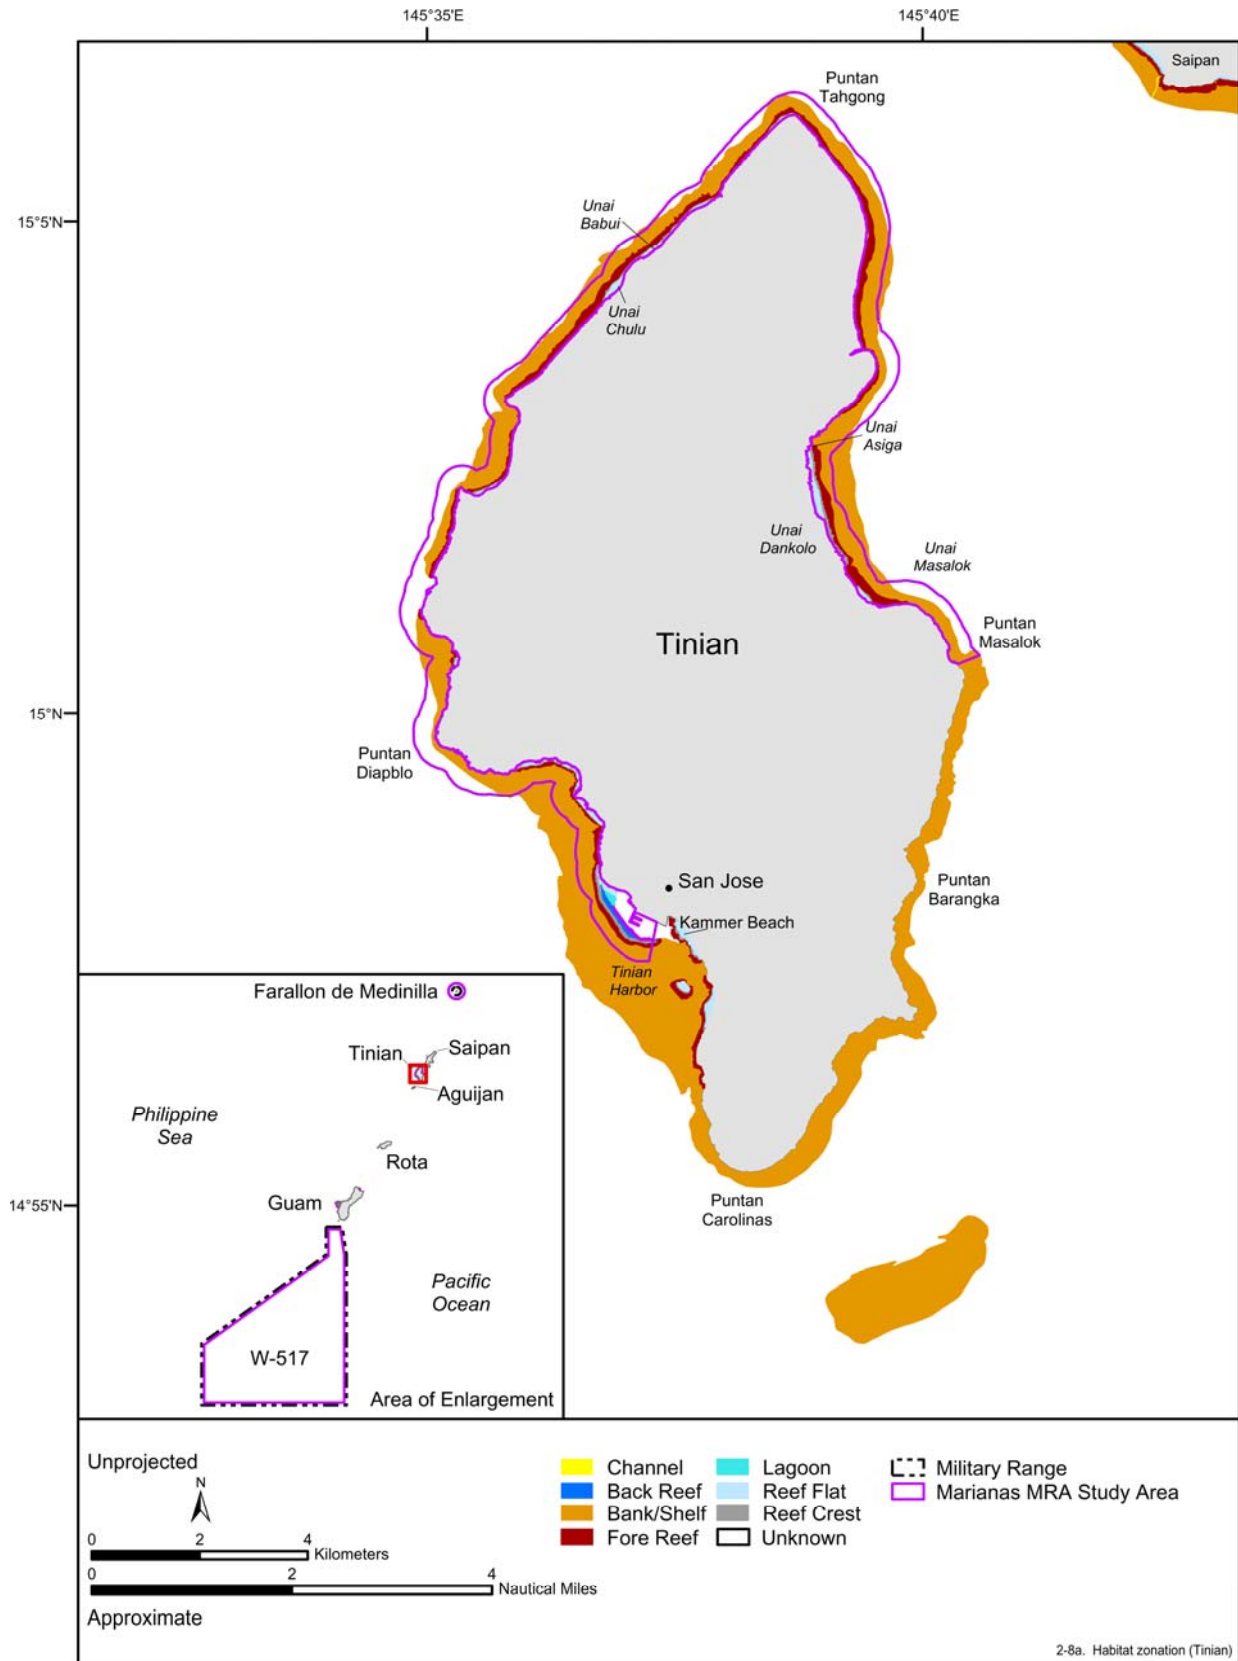 145°35'E
145°40'E
Saipan
Puntan
Tahgong
15°5'N
Unai
Babui
Unai
Chulu
Unai
Asiga
Unai
Dankolo
Unai
Masalok
Puntan
Masalok
Tinian
15°N
Puntan
Diapblo
San Jose
Puntan
Barangka
Kammer Beach
Tinian
Harbor
Farallon de Medinilla
Tinian
Saipan
Aguijan
Philippine
Sea
Rota
Guam
14°55'N
Puntan
Carolinas
Pacific
Ocean
W-517
Area of Enlargement
Unprojected
N
0 2 4
Kilometers
0 2 4
Nautical Miles
Approximate
Channel
Back Reef
Bank/Shelf
Fore Reef
Lagoon
Reef Flat
Reef Crest
Unknown
Military Range
Marianas MRA Study Area
2-8a. Habitat zonation (Tinian)